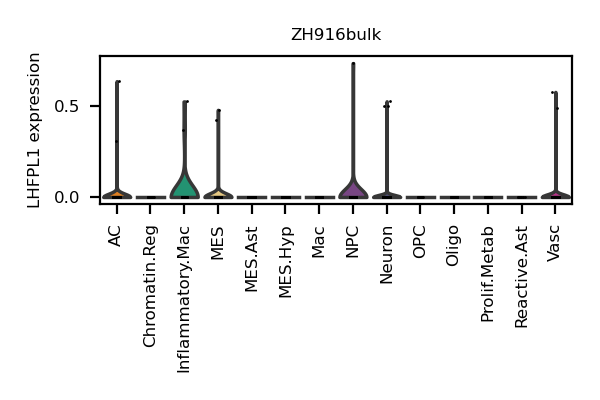 ZH916bulk
LHFPL1 expression
0.5
0.0
AC
Chromatin.Reg
Inflammatory.Mac
MES
MES.Ast
MES.Hyp
Mac
NPC
Neuron
OPC
Oligo
Prolif.Metab
Reactive.Ast
Vasc